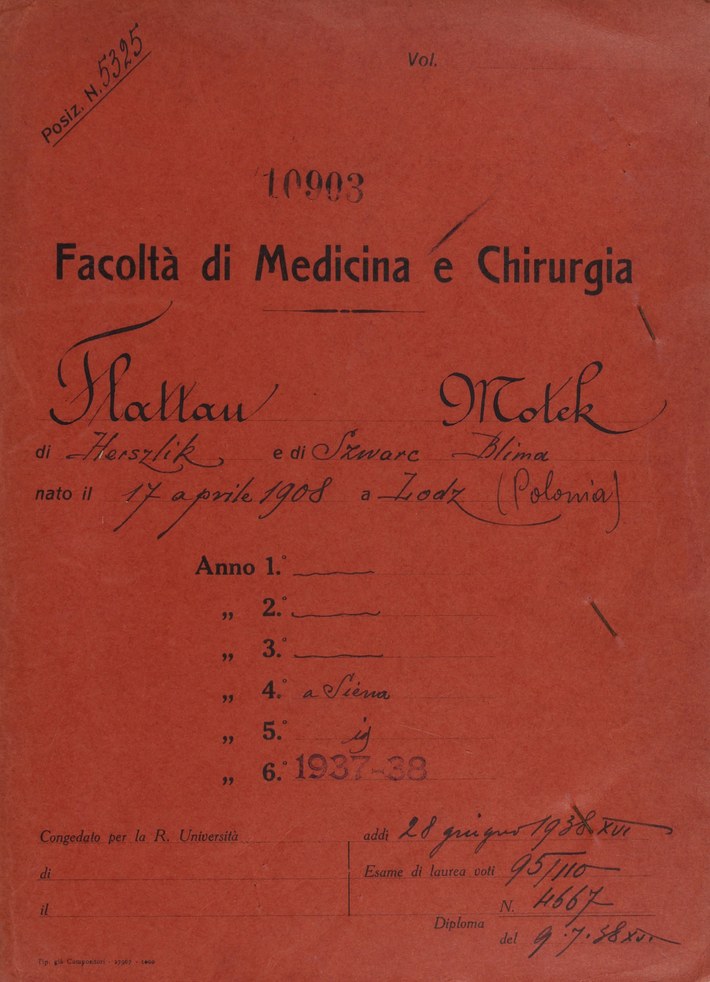 Posiz. N. 5325
Vol.
10903
Facoltà di Medicina e Chirurgia
Flattau Motek
di Herszlik e di Szwarc Blima
nato il 17 aprile 1908 a Lodz (Polonia)
Anno 1.°
„ 2.°
„ 3.°
„ 4.° a Siena
„ 5.° id
„ 6.° 1937-38
Congedato per la R. Università
di
il
addì 28 giugno 1938 XVI
Esame di laurea voti 95/110
Diploma
N. 4667
del 9.7.38 XVI.